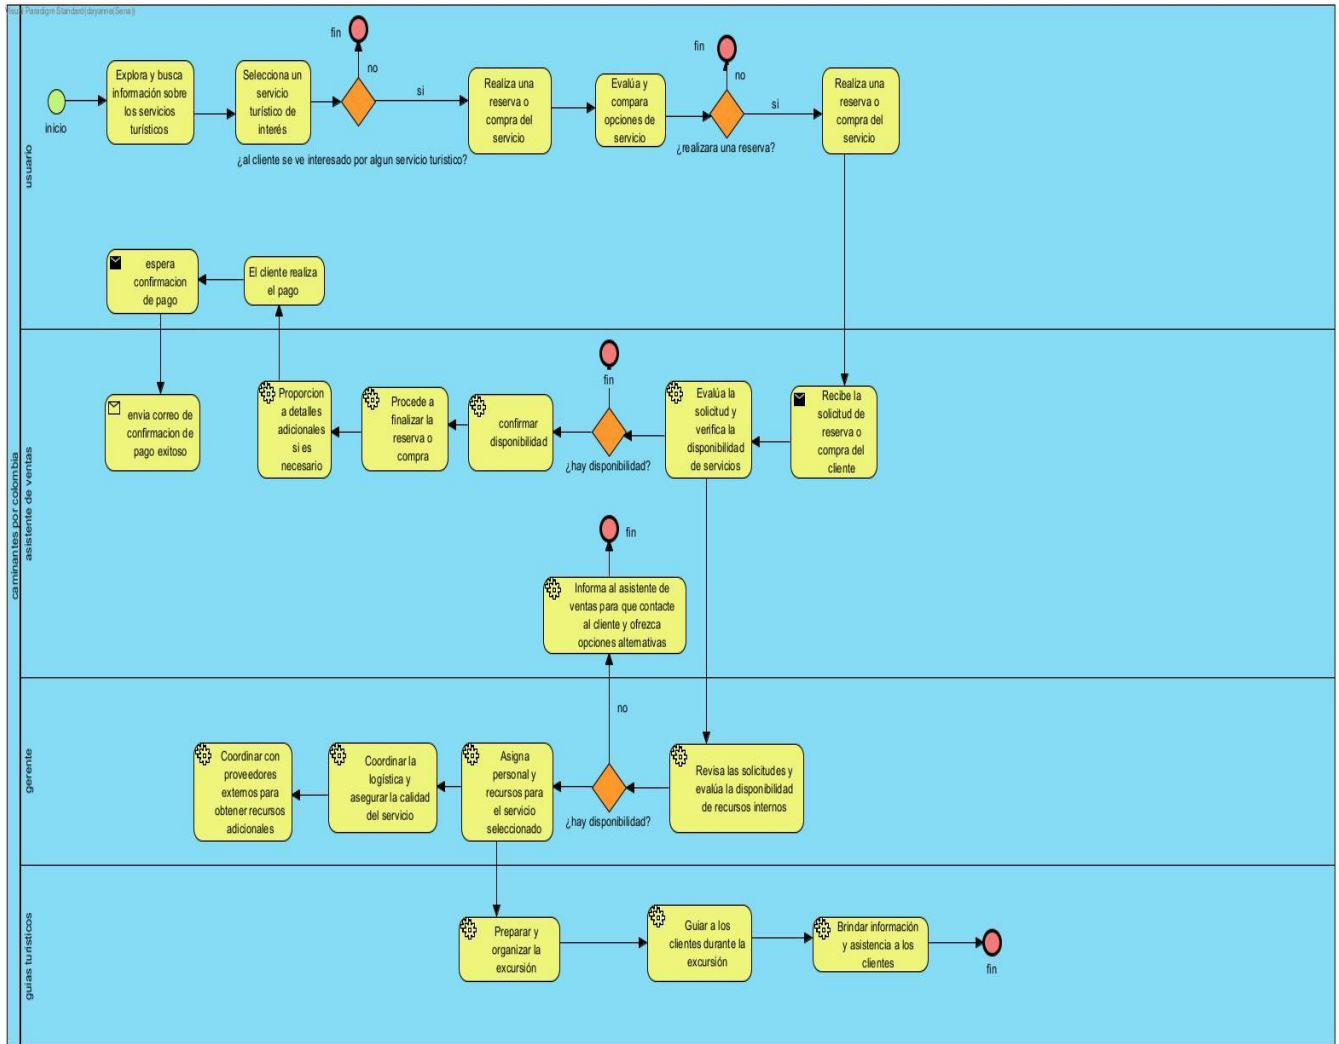 Visual Paradigm Standard(dayanne(Sena))
fin
no
Explora y busca
información sobre
los servicios
turísticos
Selecciona un
servicio
turístico de
interés
si
inicio
¿al cliente se ve interesado por algun servicio turistico?
Realiza una
reserva o
compra del
servicio
Evalúa y
compara
opciones de
servicio
fin
no
si
¿realizara una reserva?
Realiza una
reserva o
compra del
servicio
usuario
espera
confirmacion
de pago
El cliente realiza
el pago
caminantes por colombia
asistente de ventas
envia correo de
confirmacion de
pago exitoso
Proporcion
a detalles
adicionales
si es
necesario
Procede a
finalizar la
reserva o
compra
confirmar
disponibilidad
fin
¿hay disponibilidad?
Evalúa la
solicitud y
verifica la
disponibilidad
de servicios
Recibe la
solicitud de
reserva o
compra del
cliente
fin
Informa al asistente de
ventas para que contacte
al cliente y ofrezca
opciones alternativas
no
gerente
Coordinar con
proveedores
externos para
obtener recursos
adicionales
Coordinar la
logística y
asegurar la calidad
del servicio
Asigna
personal y
recursos para
el servicio
seleccionado
¿hay disponibilidad?
Revisa las solicitudes y
evalúa la disponibilidad
de recursos internos
guias turisticos
Preparar y
organizar la
excursión
Guiar a los
clientes durante la
excursión
Brindar información
y asistencia a los
clientes
fin